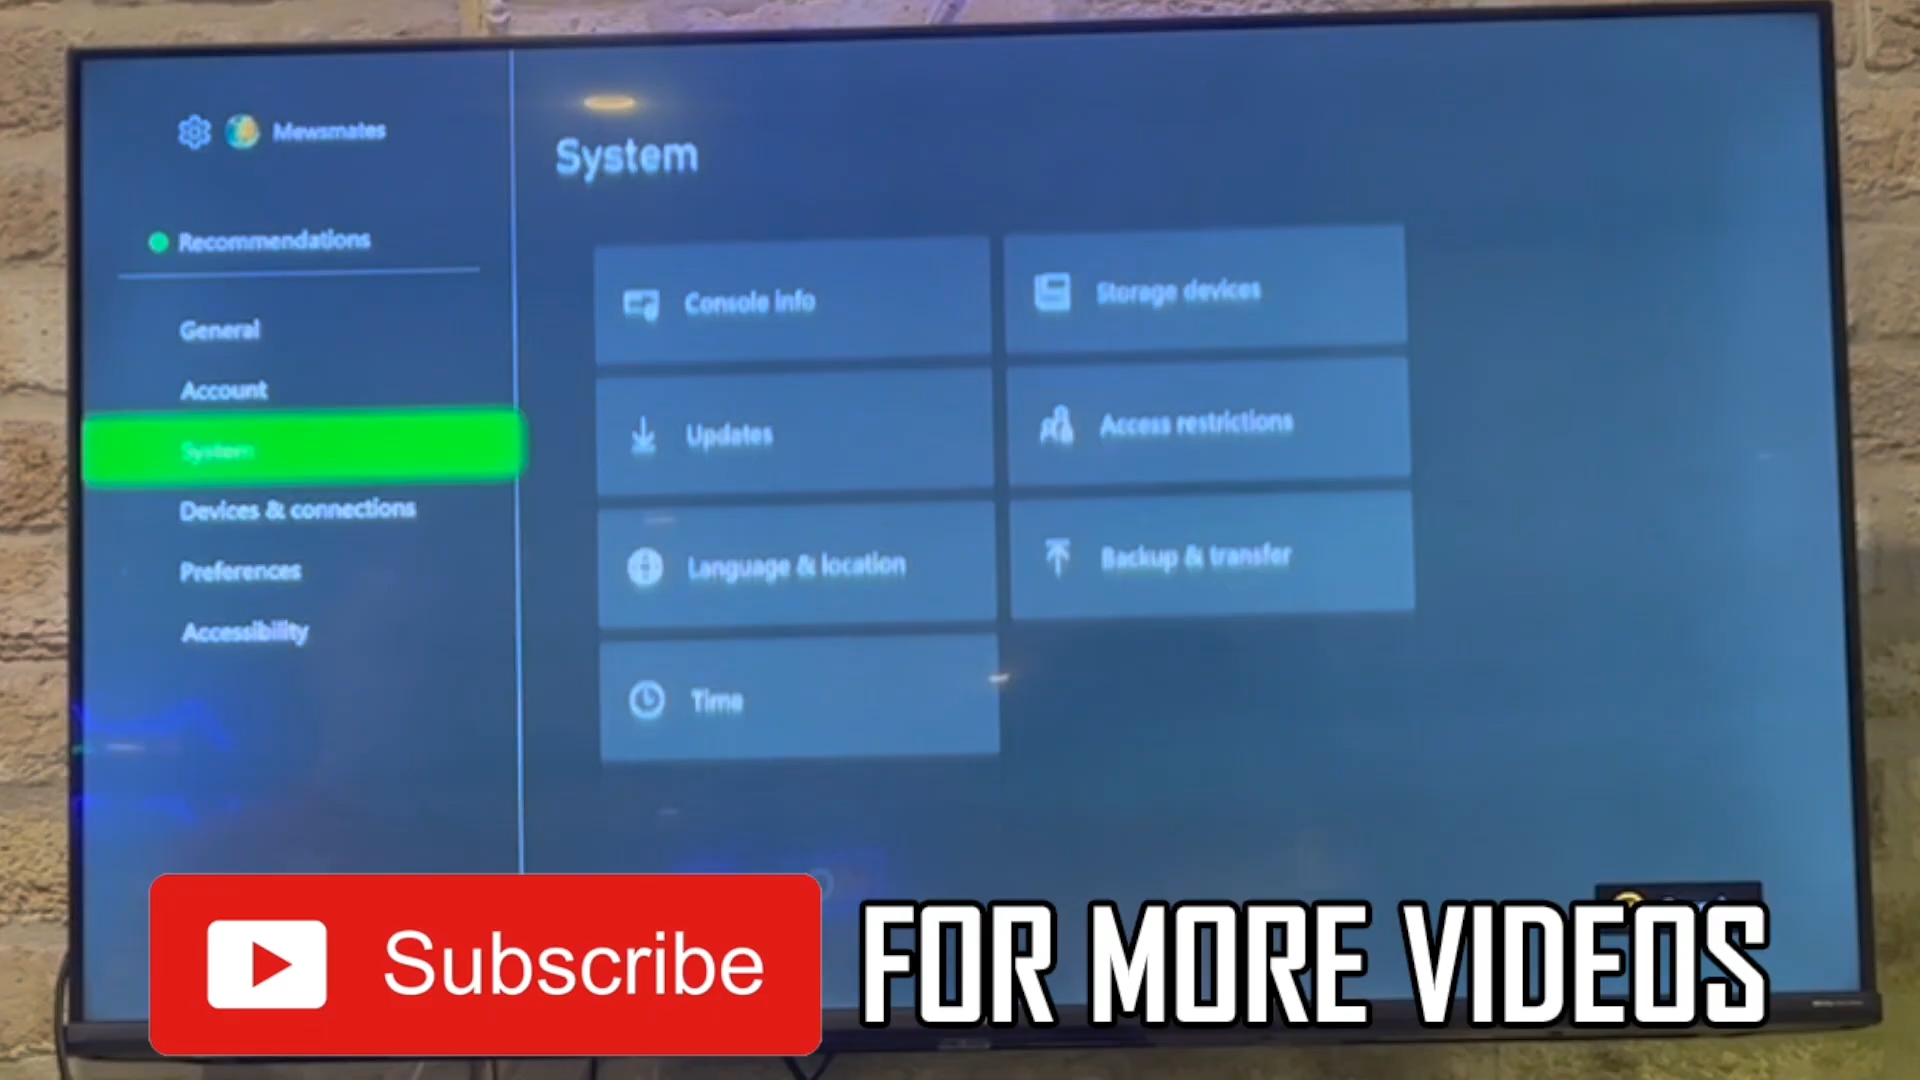 Mewsmates
Recommendations
General
Account
System
Devices & connections
Preferences
Accessibility
System
Console info
Storage devices
Updates
Access restrictions
Language & location
Backup & transfer
Time
Subscribe
FOR MORE VIDEOS